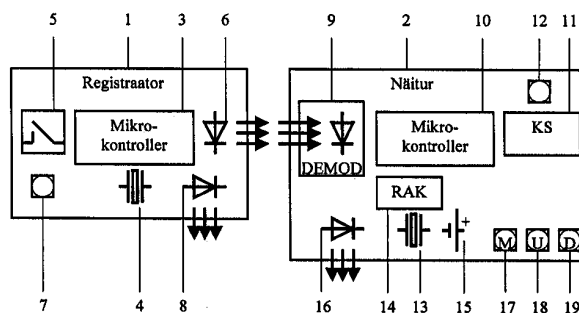 5 1 3 6 9 2 10 12 11
Registraator Näitur
Mikro-
kontroller
Mikro-
kontroller
KS
DEMOD
RAK
+
M U D
7 4 8 16 14 13 15 17 18 19